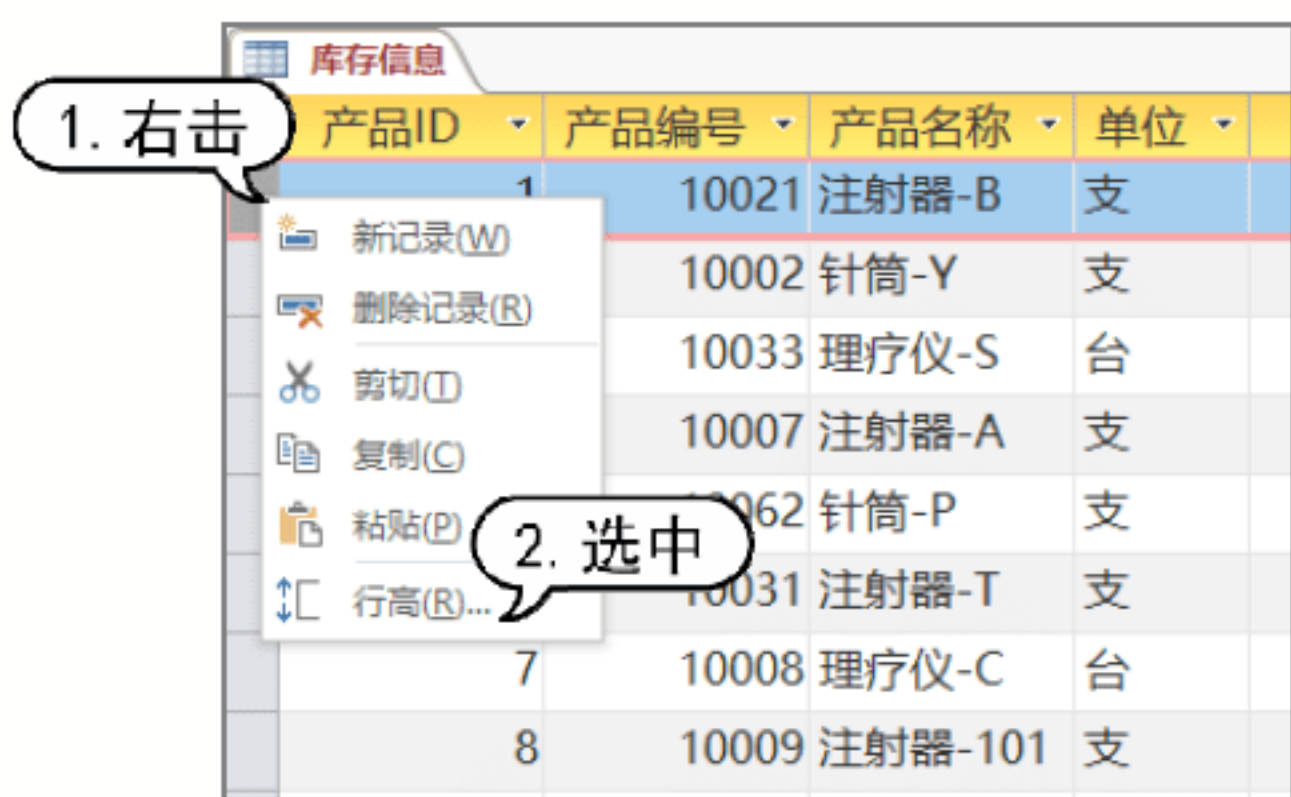 库存信息
1. 右击
产品ID 产品编号 产品名称 单位
1 10021 注射器-B 支
新记录(W)
10002 针筒-Y 支
删除记录(R)
10033 理疗仪-S 台
剪切(T)
10007 注射器-A 支
复制(C)
062 针筒-P 支
粘贴(P)
2. 选中
10031 注射器-T 支
行高(R)...
7 10008 理疗仪-C 台
8 10009 注射器-101 支